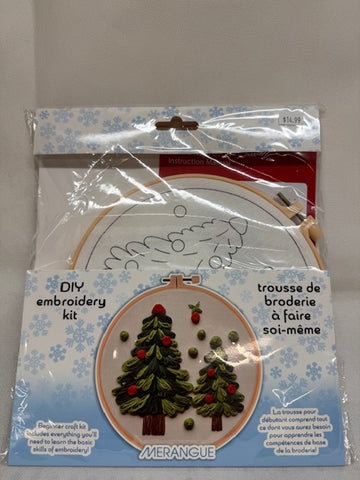 $14.99
Instruction Manual
DIY
embroidery
kit
trousse de
broderie
à faire
soi-même
Beginner craft kit
includes everything you'll
need to learn the basic
skills of embroidery!
La trousse pour
débutant comprend tout
ce dont vous aurez besoin
pour apprendre les
compétences de base
de la broderie!
MERANGUE